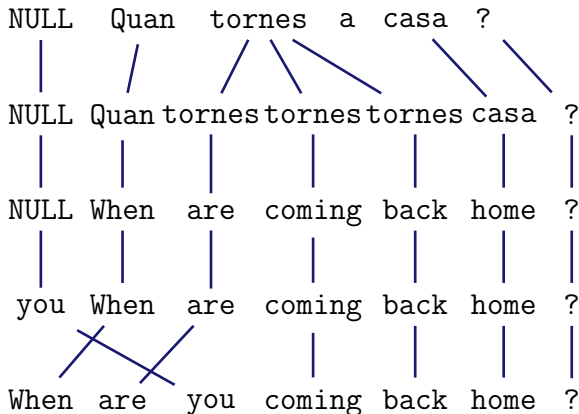 NULL Quan tornes a casa ?
NULL Quan tornes tornes tornes casa ?
NULL When are coming back home ?
you When are coming back home ?
When are you coming back home ?